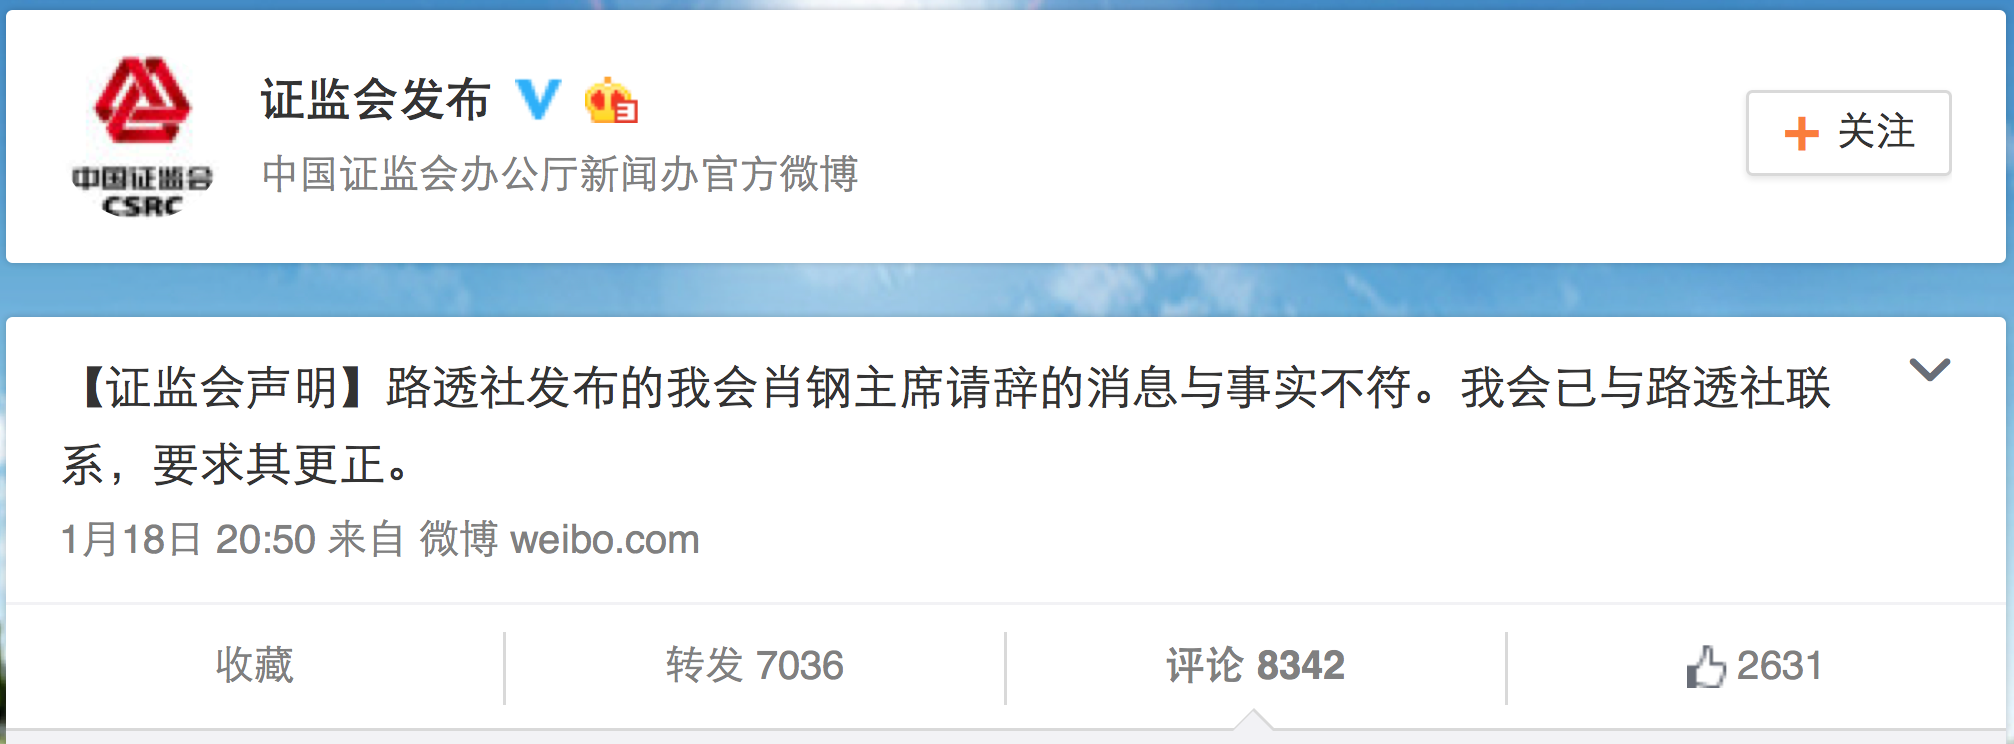 中国证监会
CSRC
证监会发布
中国证监会办公厅新闻办官方微博
+ 关注
【证监会声明】路透社发布的我会肖钢主席请辞的消息与事实不符。我会已与路透社联
系，要求其更正。
1月18日 20:50 来自 微博 weibo.com
收藏
转发 7036
评论 8342
2631